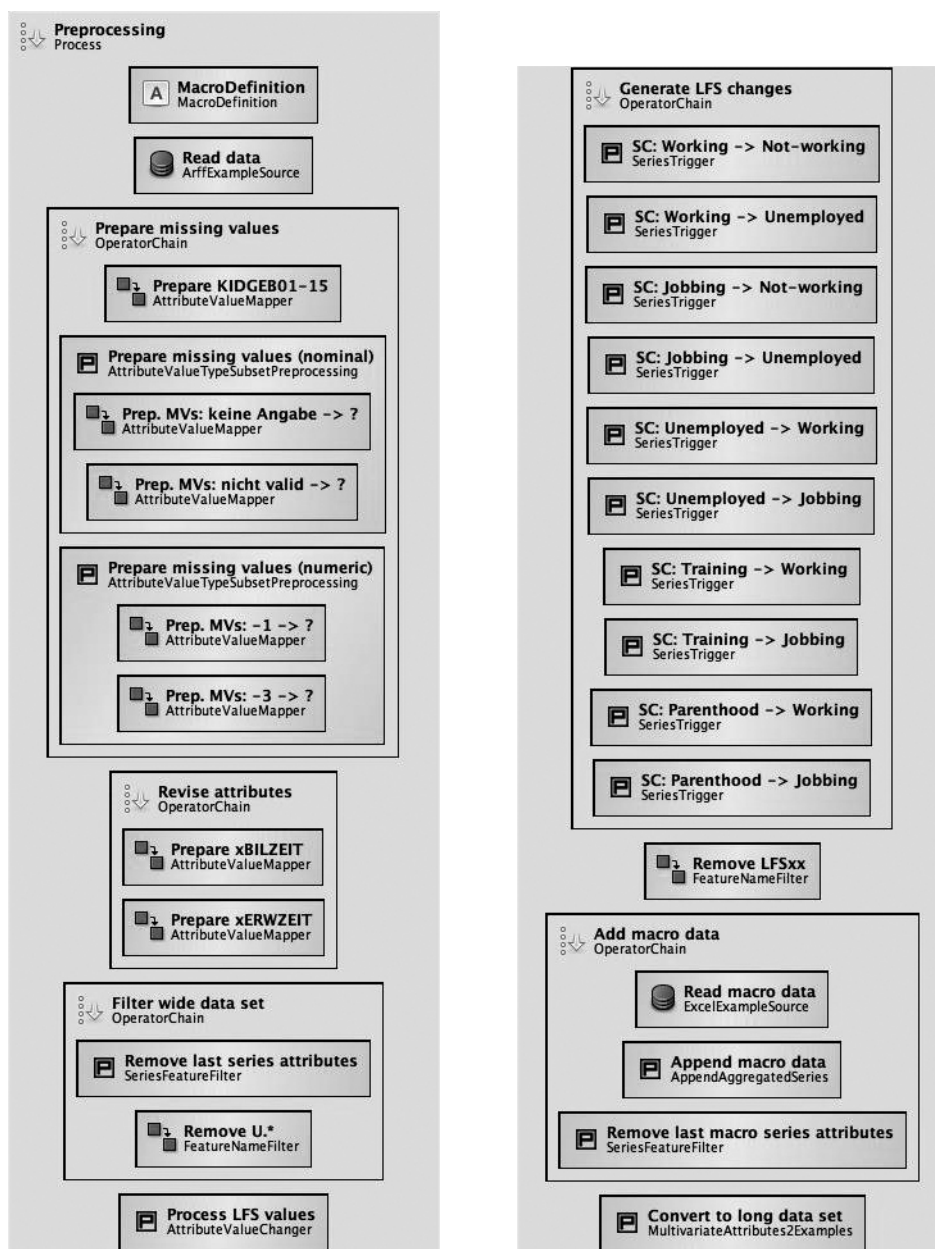 Preprocessing
Process
A
MacroDefinition
MacroDefinition
Read data
ArffExampleSource
Prepare missing values
OperatorChain
Prepare KIDGEB01-15
AttributeValueMapper
Prepare missing values (nominal)
AttributeValueTypeSubsetPreprocessing
Prep. MVs: keine Angabe -> ?
AttributeValueMapper
Prep. MVs: nicht valid -> ?
AttributeValueMapper
Prepare missing values (numeric)
AttributeValueTypeSubsetPreprocessing
Prep. MVs: -1 -> ?
AttributeValueMapper
Prep. MVs: -3 -> ?
AttributeValueMapper
Revise attributes
OperatorChain
Prepare xBILZEIT
AttributeValueMapper
Prepare xERWZEIT
AttributeValueMapper
Filter wide data set
OperatorChain
Remove last series attributes
SeriesFeatureFilter
Remove U.*
FeatureNameFilter
Process LFS values
AttributeValueChanger
Generate LFS changes
OperatorChain
SC: Working -> Not-working
SeriesTrigger
SC: Working -> Unemployed
SeriesTrigger
SC: Jobbing -> Not-working
SeriesTrigger
SC: Jobbing -> Unemployed
SeriesTrigger
SC: Unemployed -> Working
SeriesTrigger
SC: Unemployed -> Jobbing
SeriesTrigger
SC: Training -> Working
SeriesTrigger
SC: Training -> Jobbing
SeriesTrigger
SC: Parenthood -> Working
SeriesTrigger
SC: Parenthood -> Jobbing
SeriesTrigger
Remove LFSxx
FeatureNameFilter
Add macro data
OperatorChain
Read macro data
ExcelExampleSource
Append macro data
AppendAggregatedSeries
Remove last macro series attributes
SeriesFeatureFilter
Convert to long data set
MultivariateAttributes2Examples